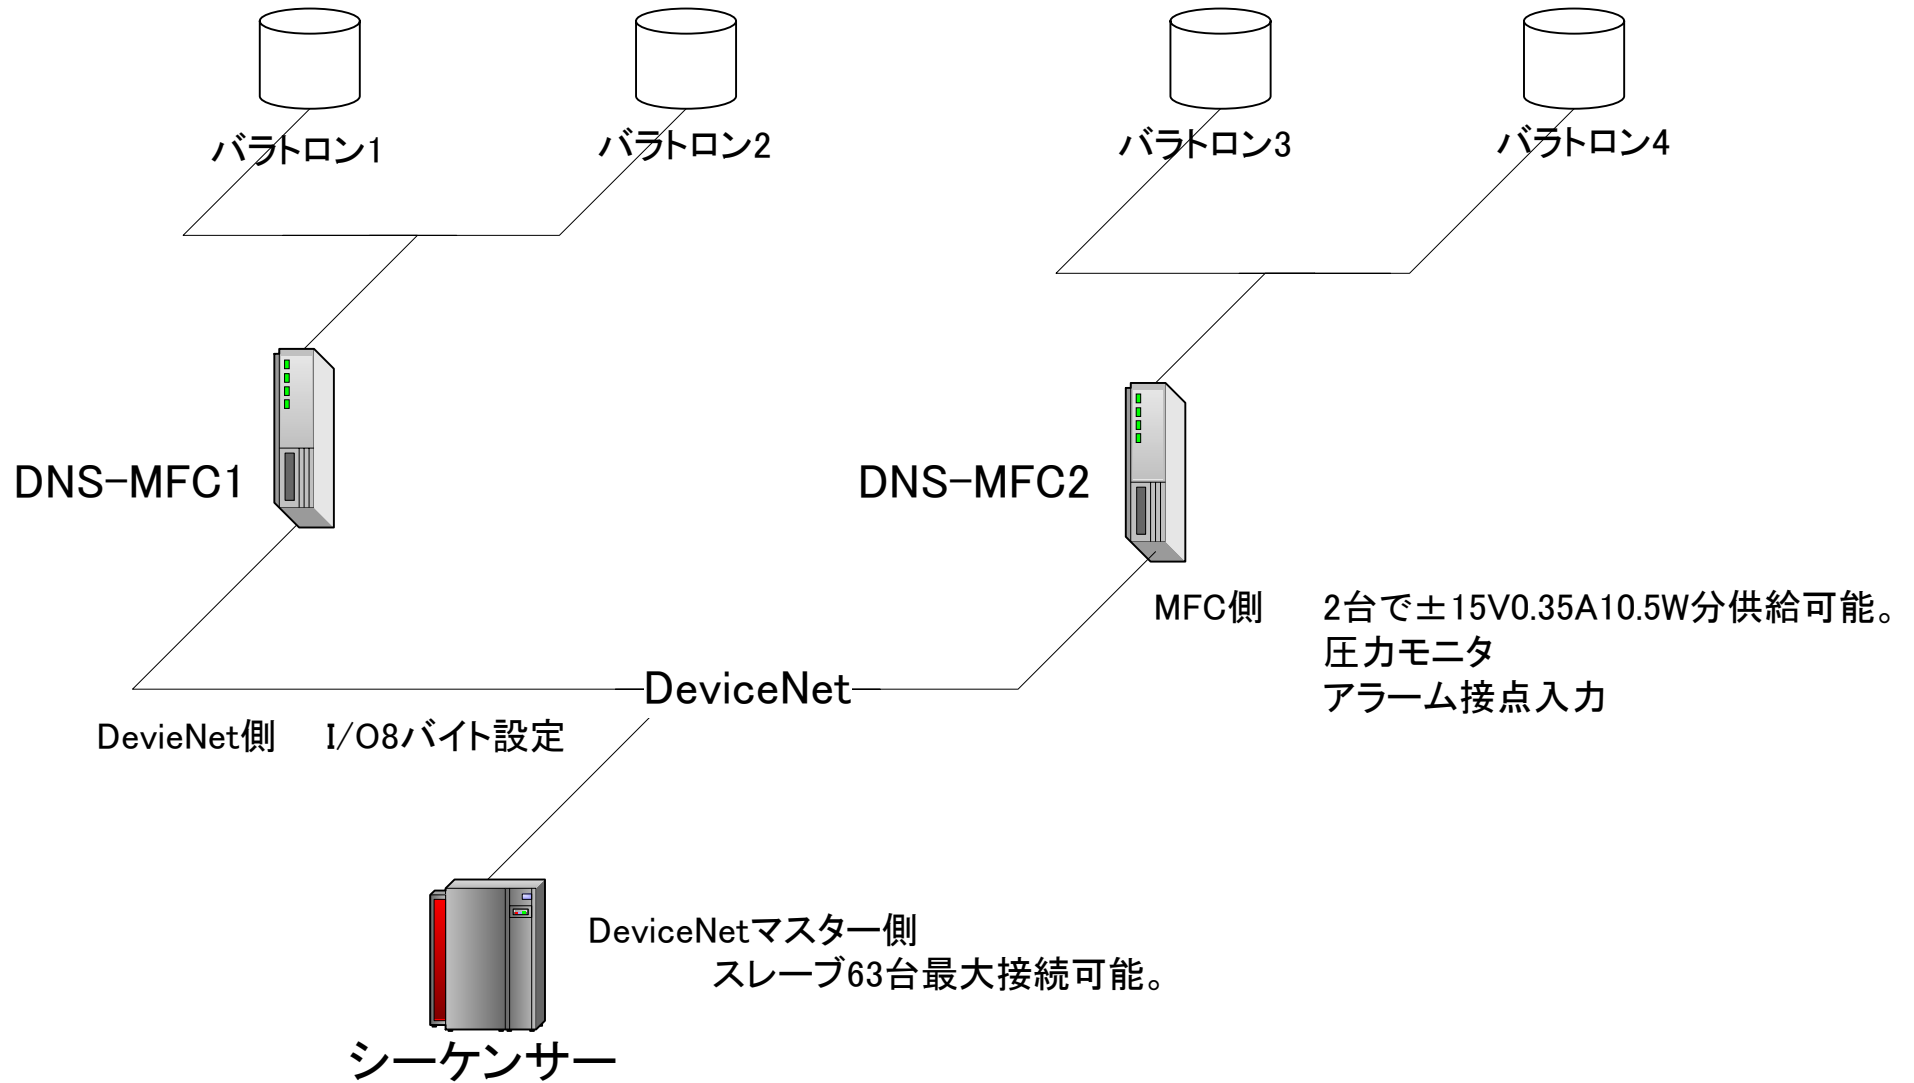 バラトロン1
バラトロン2
バラトロン3
バラトロン4
DNS-MFC1
DNS-MFC2
MFC側 2台で±15V0.35A10.5W分供給可能。
圧力モニタ
アラーム接点入力
DeviceNet
DevieNet側 I/O8バイト設定
DeviceNetマスター側
スレーブ63台最大接続可能。
シーケンサー